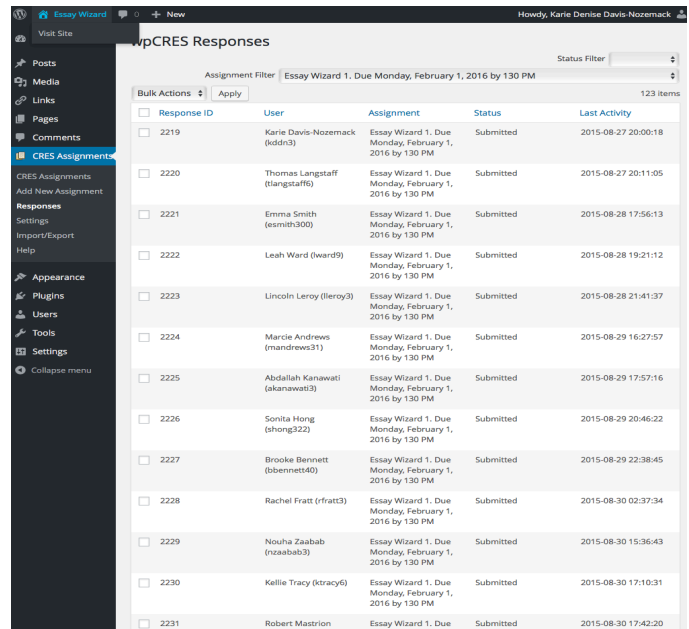 Essay Wizard 0 + New Howdy, Karie Denise Davis-Nozemack
Visit Site
Posts
Media
Links
Pages
Comments
CRES Assignments
CRES Assignments
Add New Assignment
Responses
Settings
Import/Export
Help
Appearance
Plugins
Users
Tools
Settings
Collapse menu
wpCRES Responses
Status Filter
Assignment Filter Essay Wizard 1. Due Monday, February 1, 2016 by 130 PM
Bulk Actions Apply 123 items
Response ID User Assignment Status Last Activity
2219 Karie Davis-Nozemack Essay Wizard 1. Due Submitted 2015-08-27 20:00:18
(kddn3) Monday, February 1,
2016 by 130 PM
2220 Thomas Langstaff Essay Wizard 1. Due Submitted 2015-08-27 20:11:05
(tlangstaff6) Monday, February 1,
2016 by 130 PM
2221 Emma Smith Essay Wizard 1. Due Submitted 2015-08-28 17:56:13
(esmith300) Monday, February 1,
2016 by 130 PM
2222 Leah Ward (lward9) Essay Wizard 1. Due Submitted 2015-08-28 19:21:12
Monday, February 1,
2016 by 130 PM
2223 Lincoln Leroy (lleroy3) Essay Wizard 1. Due Submitted 2015-08-28 21:41:37
Monday, February 1,
2016 by 130 PM
2224 Marcie Andrews Essay Wizard 1. Due Submitted 2015-08-29 16:27:57
(mandrews31) Monday, February 1,
2016 by 130 PM
2225 Abdallah Kanawati Essay Wizard 1. Due Submitted 2015-08-29 17:57:16
(akanawati3) Monday, February 1,
2016 by 130 PM
2226 Sonita Hong Essay Wizard 1. Due Submitted 2015-08-29 20:46:22
(shong322) Monday, February 1,
2016 by 130 PM
2227 Brooke Bennett Essay Wizard 1. Due Submitted 2015-08-29 22:38:45
(bbennett40) Monday, February 1,
2016 by 130 PM
2228 Rachel Fratt (rfratt3) Essay Wizard 1. Due Submitted 2015-08-30 02:37:34
Monday, February 1,
2016 by 130 PM
2229 Nouha Zaabab Essay Wizard 1. Due Submitted 2015-08-30 15:36:43
(nzaabab3) Monday, February 1,
2016 by 130 PM
2230 Kellie Tracy (ktracy6) Essay Wizard 1. Due Submitted 2015-08-30 17:10:31
Monday, February 1,
2016 by 130 PM
2231 Robert Mastrion Essay Wizard 1. Due Submitted 2015-08-30 17:42:20